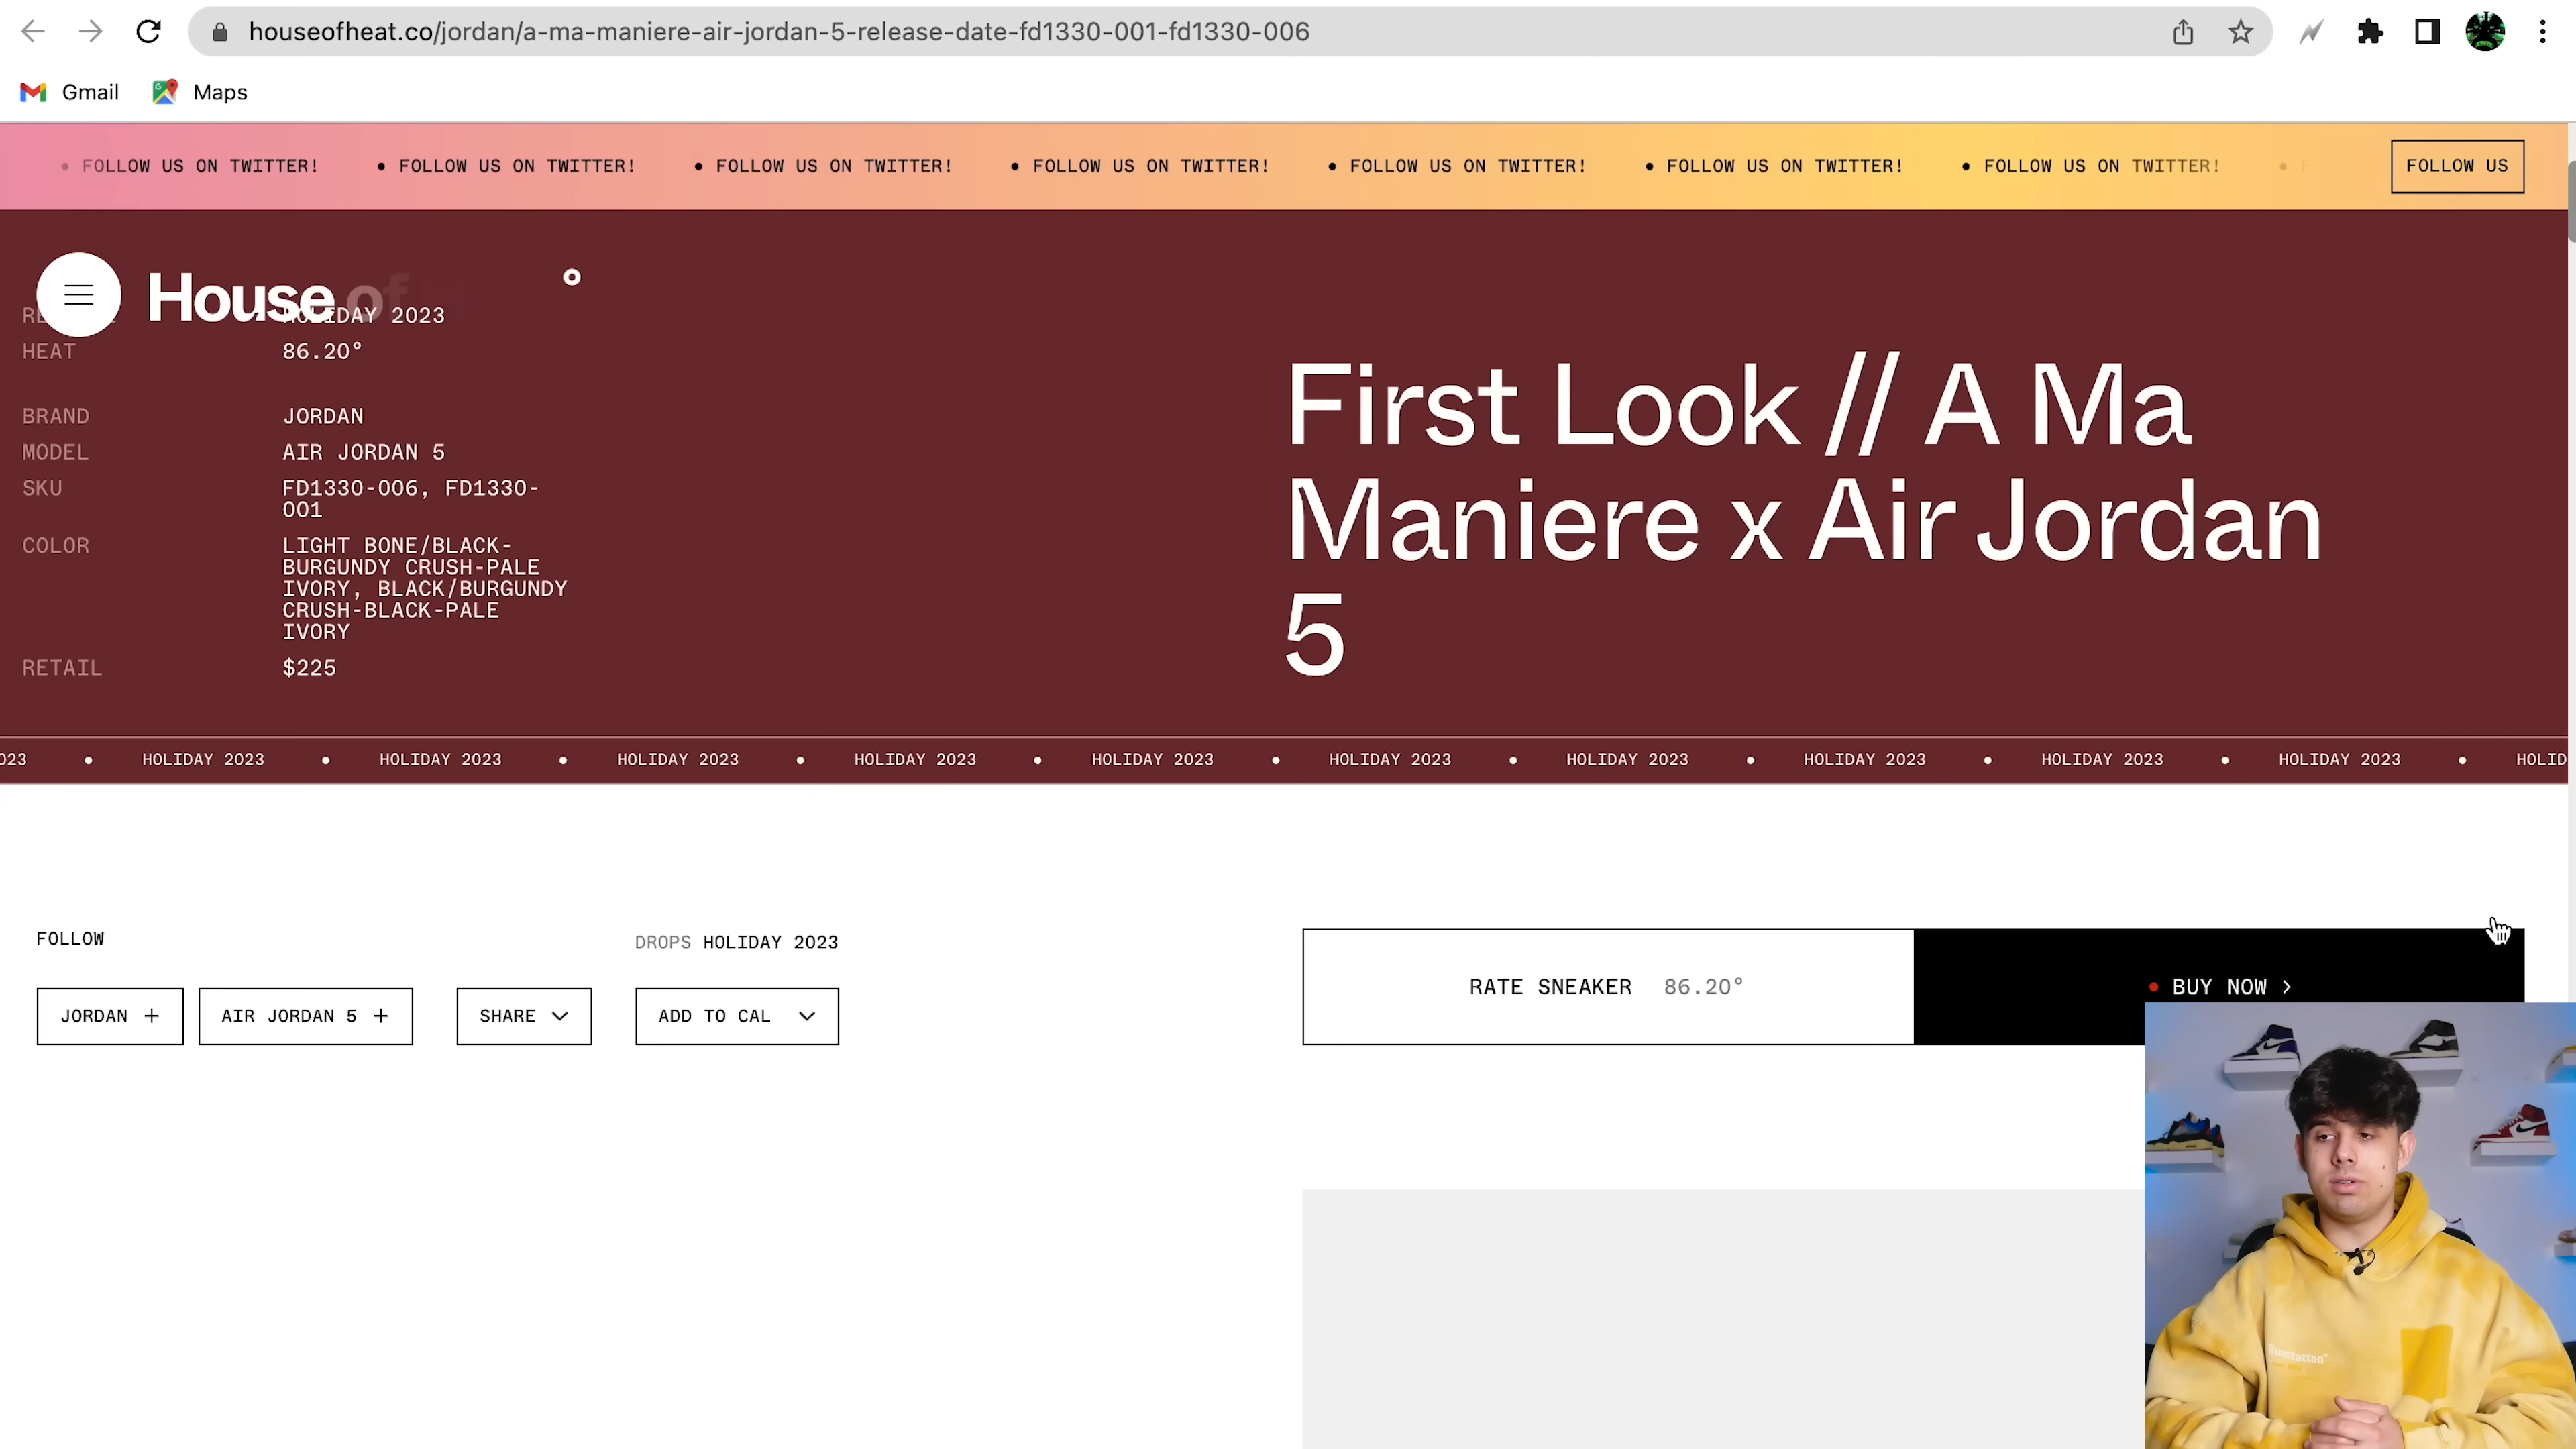 houseofheat.co/jordan/a-ma-maniere-air-jordan-5-release-date-fd1330-001-fd1330-006
Gmail Maps
• FOLLOW US ON TWITTER! • FOLLOW US ON TWITTER! • FOLLOW US ON TWITTER! • FOLLOW US ON TWITTER! • FOLLOW US ON TWITTER! • FOLLOW US ON TWITTER! • FOLLOW US ON TWITTER! FOLLOW US
House of H
HOLIDAY 2023
HEAT 86.20°
BRAND JORDAN
MODEL AIR JORDAN 5
SKU FD1330-006, FD1330-
001
COLOR LIGHT BONE/BLACK-
BURGUNDY CRUSH-PALE
IVORY, BLACK/BURGUNDY
CRUSH-BLACK-PALE
IVORY
RETAIL $225
First Look // A Ma
Maniere x Air Jordan
5
023 • HOLIDAY 2023 • HOLIDAY 2023 • HOLIDAY 2023 • HOLIDAY 2023 • HOLIDAY 2023 • HOLIDAY 2023 • HOLIDAY 2023 • HOLIDAY 2023 • HOLIDAY 2023 • HOLIDAY 2023 • HOLID
FOLLOW
DROPS HOLIDAY 2023
JORDAN + AIR JORDAN 5 + SHARE ADD TO CAL
RATE SNEAKER 86.20° • BUY NOW >